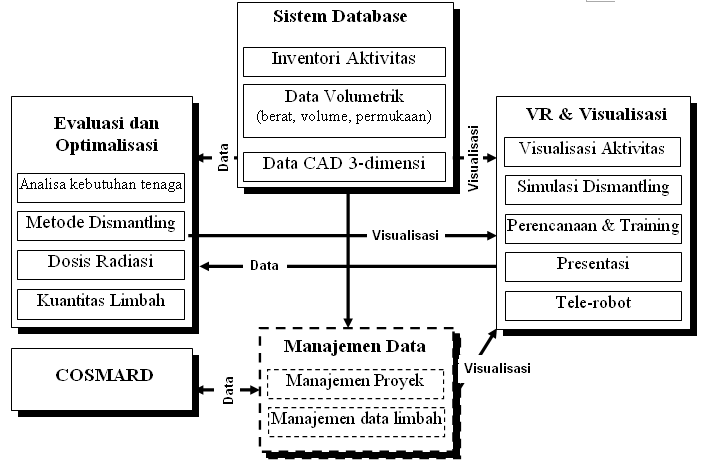 Sistem Database
Inventori Aktivitas
Data Volumetrik
(berat, volume, permukaan)
Data CAD 3-dimensi
Evaluasi dan
Optimalisasi
Analisa kebutuhan tenaga
Metode Dismantling
Dosis Radiasi
Kuantitas Limbah
Data
Visualisasi
VR & Visualisasi
Visualisasi Aktivitas
Simulasi Dismantling
Perencanaan & Training
Presentasi
Tele-robot
Visualisasi
Data
COSMARD
Data
Manajemen Data
Manajemen Proyek
Manajemen data limbah
Visualisasi